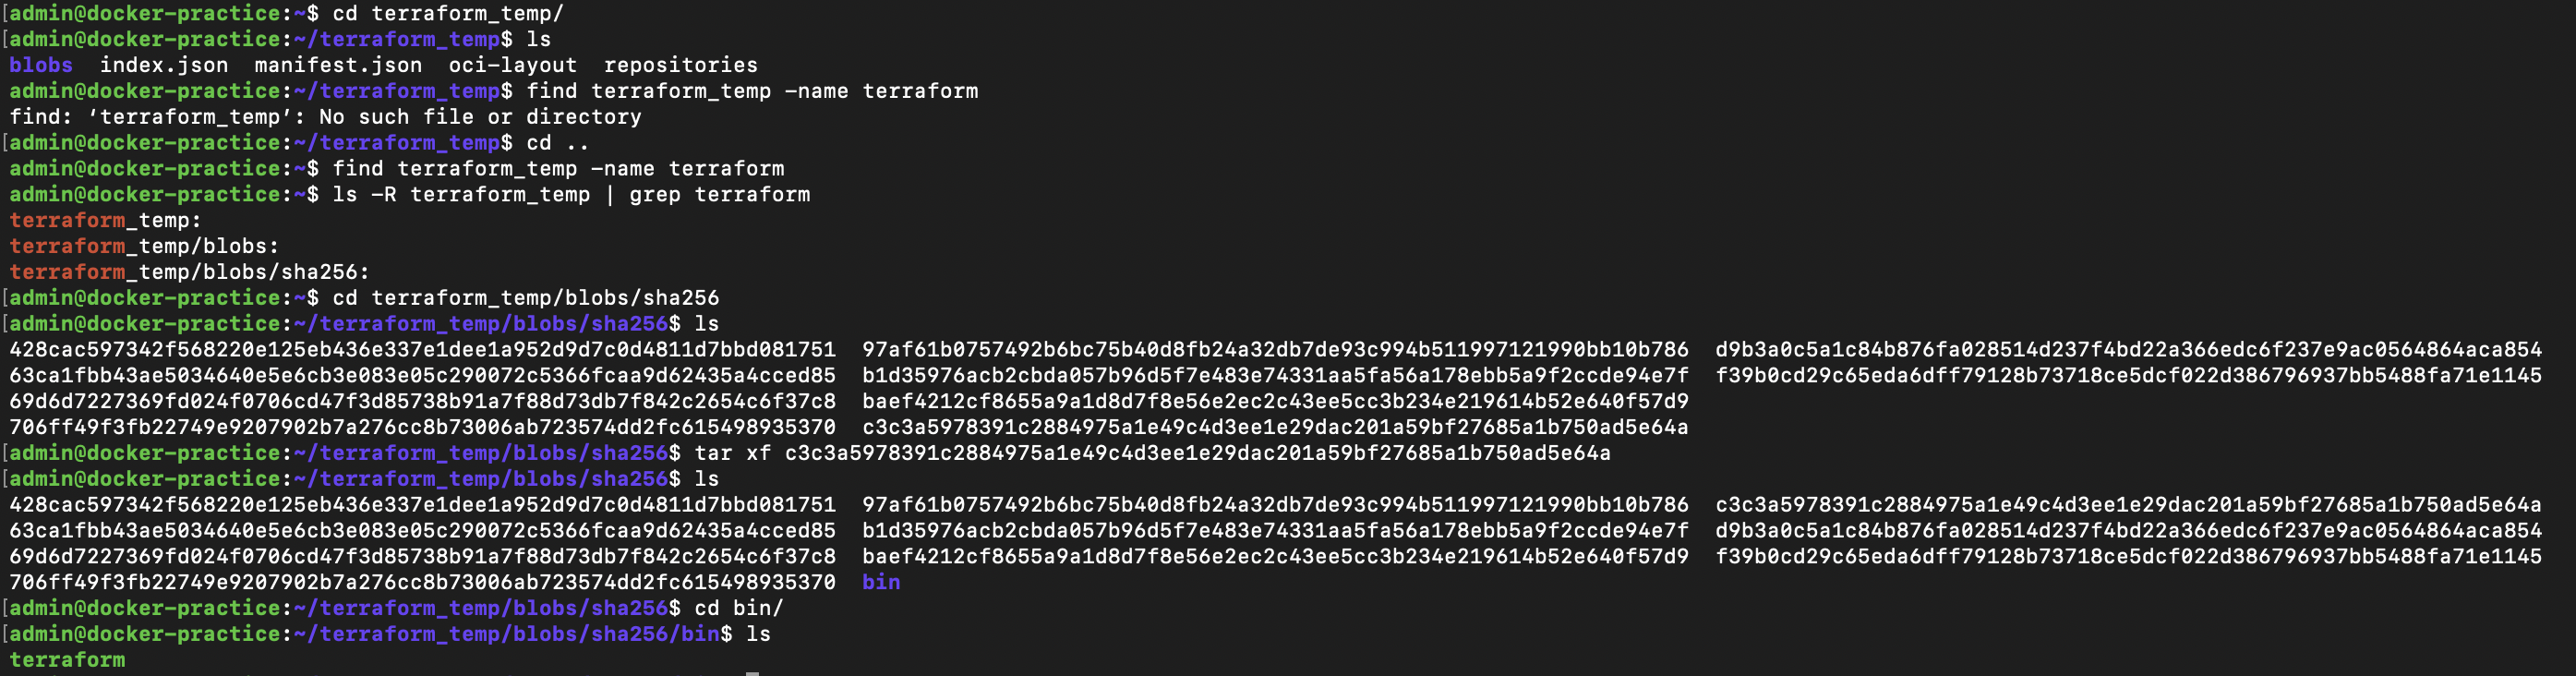 [admin@docker-practice:~$ cd terraform_temp/
[admin@docker-practice:~/terraform_temp$ ls
blobs  index.json  manifest.json  oci-layout  repositories
admin@docker-practice:~/terraform_temp$ find terraform_temp -name terraform
find: ‘terraform_temp’: No such file or directory
[admin@docker-practice:~/terraform_temp$ cd ..
admin@docker-practice:~$ find terraform_temp -name terraform
admin@docker-practice:~$ ls -R terraform_temp | grep terraform
terraform_temp:
terraform_temp/blobs:
terraform_temp/blobs/sha256:
[admin@docker-practice:~$ cd terraform_temp/blobs/sha256
[admin@docker-practice:~/terraform_temp/blobs/sha256$ ls
428cac597342f568220e125eb436e337e1dee1a952d9d7c0d4811d7bbd081751  97af61b0757492b6bc75b40d8fb24a32db7de93c994b511997121990bb10b786  d9b3a0c5a1c84b876fa028514d237f4bd22a366edc6f237e9ac0564864aca854
63ca1fbb43ae5034640e5e6cb3e083e05c290072c5366fcaa9d62435a4cced85  b1d35976acb2cbda057b96d5f7e483e74331aa5fa56a178ebb5a9f2ccde94e7f  f39b0cd29c65eda6dff79128b73718ce5dcf022d386796937bb5488fa71e1145
69d6d7227369fd024f0706cd47f3d85738b91a7f88d73db7f842c2654c6f37c8  baef4212cf8655a9a1d8d7f8e56e2ec2c43ee5cc3b234e219614b52e640f57d9
706ff49f3fb22749e9207902b7a276cc8b73006ab723574dd2fc615498935370  c3c3a5978391c2884975a1e49c4d3ee1e29dac201a59bf27685a1b750ad5e64a
[admin@docker-practice:~/terraform_temp/blobs/sha256$ tar xf c3c3a5978391c2884975a1e49c4d3ee1e29dac201a59bf27685a1b750ad5e64a
[admin@docker-practice:~/terraform_temp/blobs/sha256$ ls
428cac597342f568220e125eb436e337e1dee1a952d9d7c0d4811d7bbd081751  97af61b0757492b6bc75b40d8fb24a32db7de93c994b511997121990bb10b786  c3c3a5978391c2884975a1e49c4d3ee1e29dac201a59bf27685a1b750ad5e64a
63ca1fbb43ae5034640e5e6cb3e083e05c290072c5366fcaa9d62435a4cced85  b1d35976acb2cbda057b96d5f7e483e74331aa5fa56a178ebb5a9f2ccde94e7f  d9b3a0c5a1c84b876fa028514d237f4bd22a366edc6f237e9ac0564864aca854
69d6d7227369fd024f0706cd47f3d85738b91a7f88d73db7f842c2654c6f37c8  baef4212cf8655a9a1d8d7f8e56e2ec2c43ee5cc3b234e219614b52e640f57d9  f39b0cd29c65eda6dff79128b73718ce5dcf022d386796937bb5488fa71e1145
706ff49f3fb22749e9207902b7a276cc8b73006ab723574dd2fc615498935370  bin
[admin@docker-practice:~/terraform_temp/blobs/sha256$ cd bin/
[admin@docker-practice:~/terraform_temp/blobs/sha256/bin$ ls
terraform